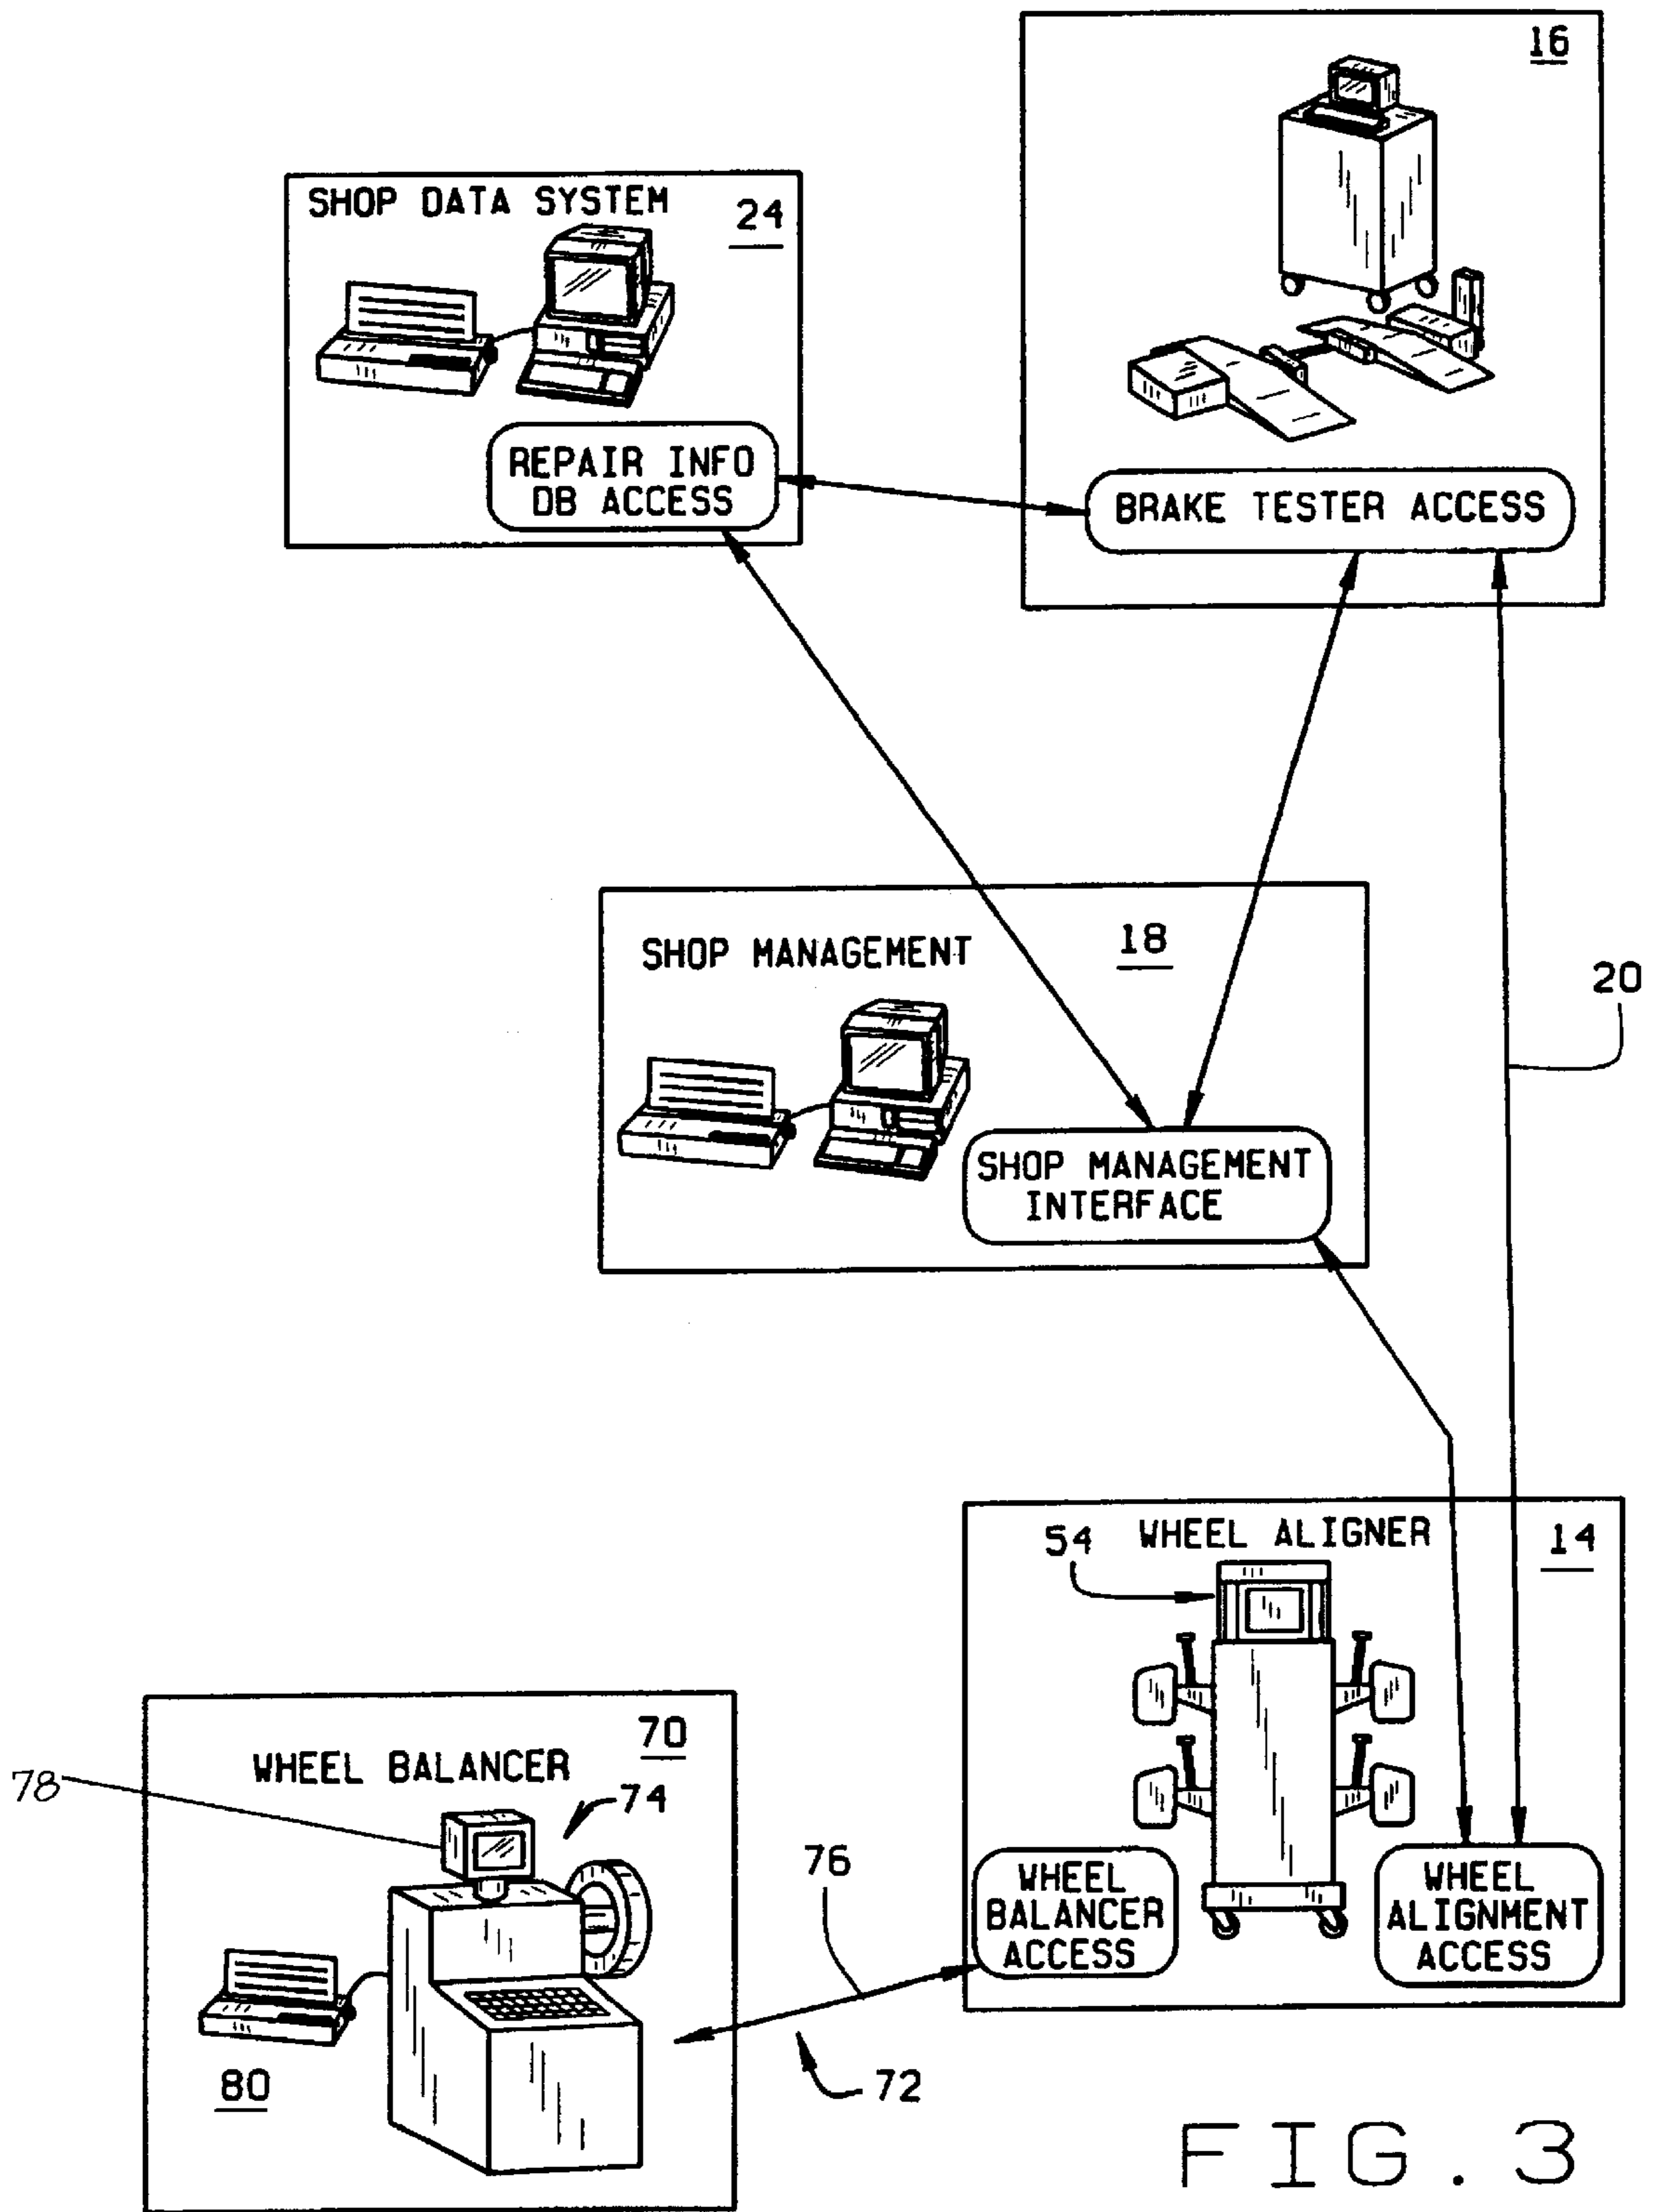 16
SHOP DATA SYSTEM
24
REPAIR INFO
DB ACCESS
BRAKE TESTER ACCESS
SHOP MANAGEMENT
18
20
SHOP MANAGEMENT
INTERFACE
54
WHEEL ALIGNER
14
70
WHEEL BALANCER
78
74
76
WHEEL
BALANCER
ACCESS
WHEEL
ALIGNMENT
ACCESS
80
72
FIG. 3